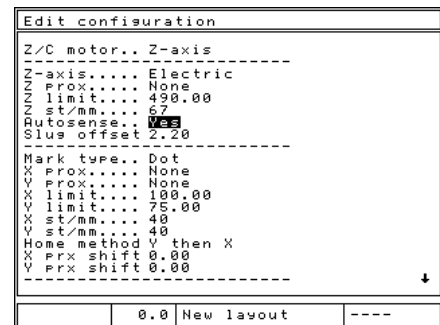 Edit configuration
Z/C motor.. Z-axis
----------------------------
Z-axis..... Electric
Z prox..... None
Z limit.... 490.00
Z st/mm.... 67
Autosense.. Yes
Slug offset 2.20
----------------------------
Mark type.. Dot
X prox..... None
Y prox..... None
X limit.... 100.00
Y limit.... 75.00
X st/mm.... 40
Y st/mm.... 40
Home method Y then X
X prx shift 0.00
Y prx shift 0.00
----------------------------
0.0 New layout ----